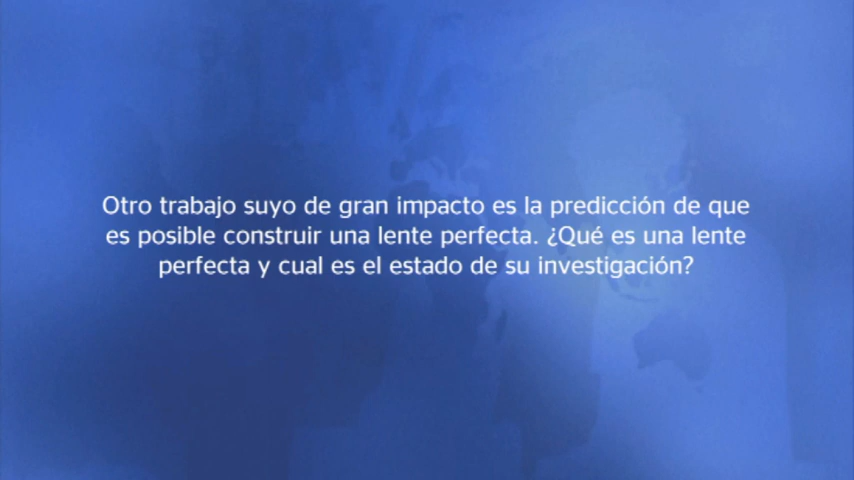 Otro trabajo suyo de gran impacto es la predicción de que
es posible construir una lente perfecta. ¿Qué es una lente
perfecta y cual es el estado de su investigación?